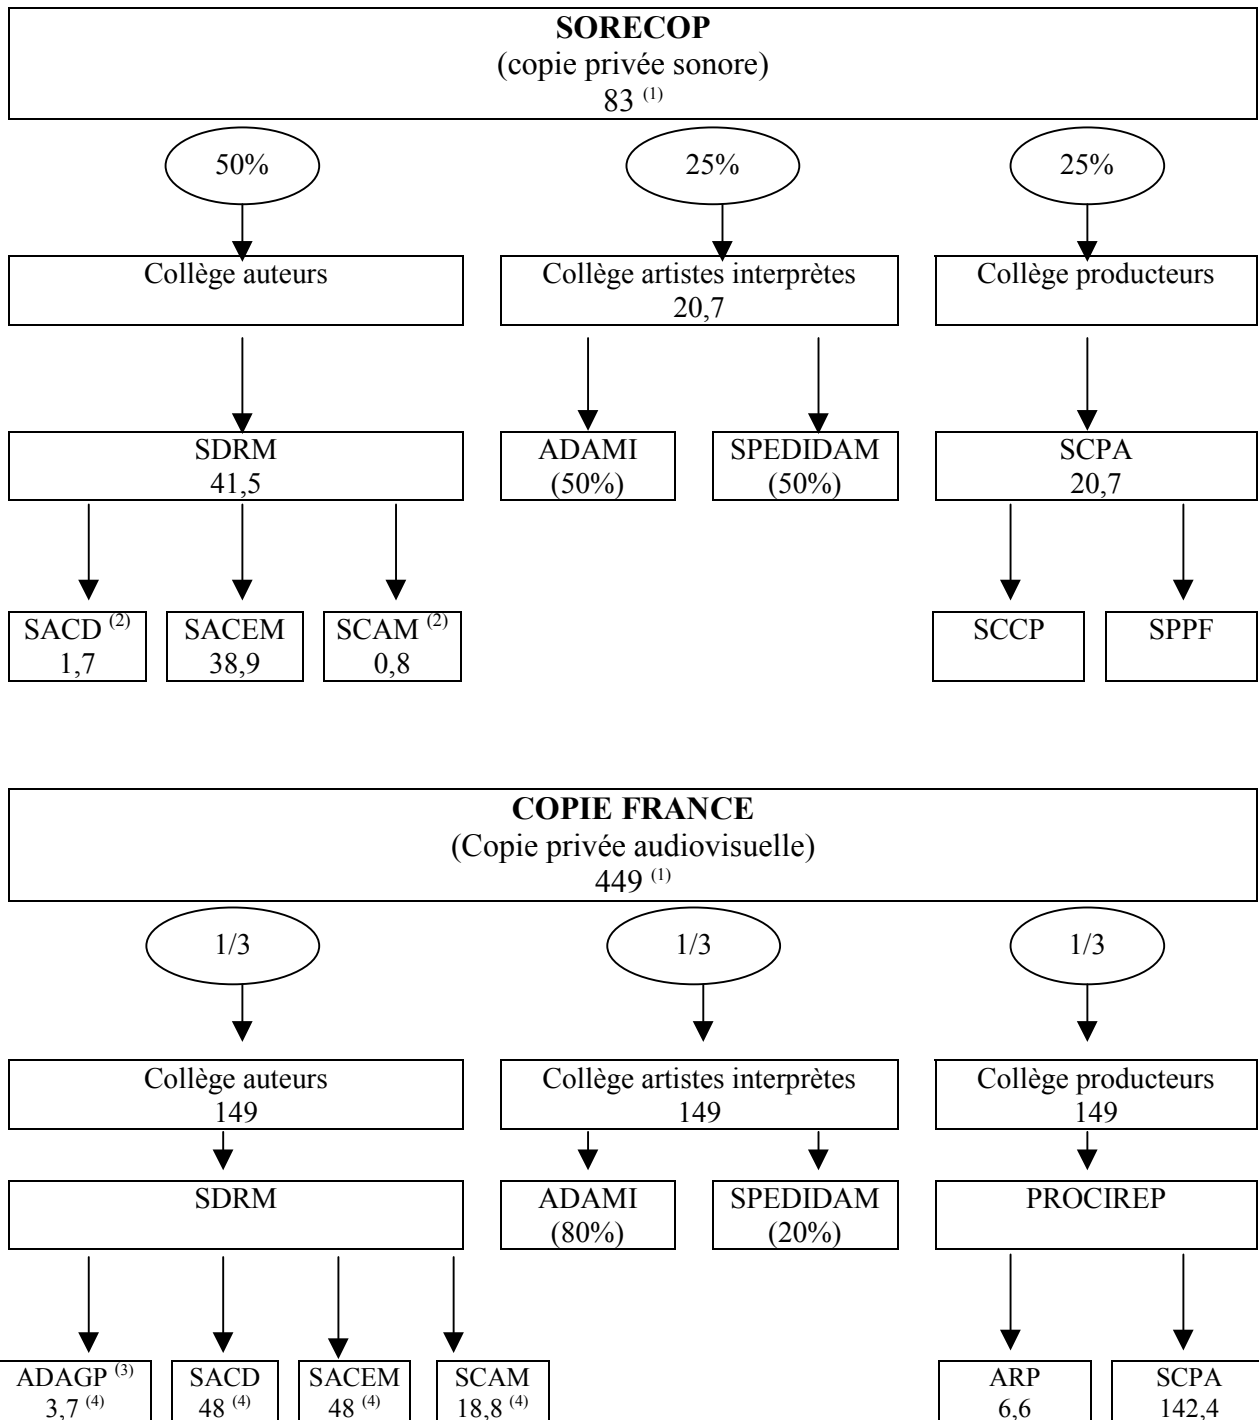 SORECOP
(copie privée sonore)
83 (1)
50%
25%
25%
Collège auteurs
Collège artistes interprètes
20,7
Collège producteurs
SDRM
41,5
ADAMI
(50%)
SPEDIDAM
(50%)
SCPA
20,7
SACD (2)
1,7
SACEM
38,9
SCAM (2)
0,8
SCCP
SPPF
COPIE FRANCE
(Copie privée audiovisuelle)
449 (1)
1/3
1/3
1/3
Collège auteurs
149
Collège artistes interprètes
149
Collège producteurs
149
SDRM
ADAMI
(80%)
SPEDIDAM
(20%)
PROCIREP
ADAGP (3)
3,7 (4)
SACD
48 (4)
SACEM
48 (4)
SCAM
18,8 (4)
ARP
6,6
SCPA
142,4